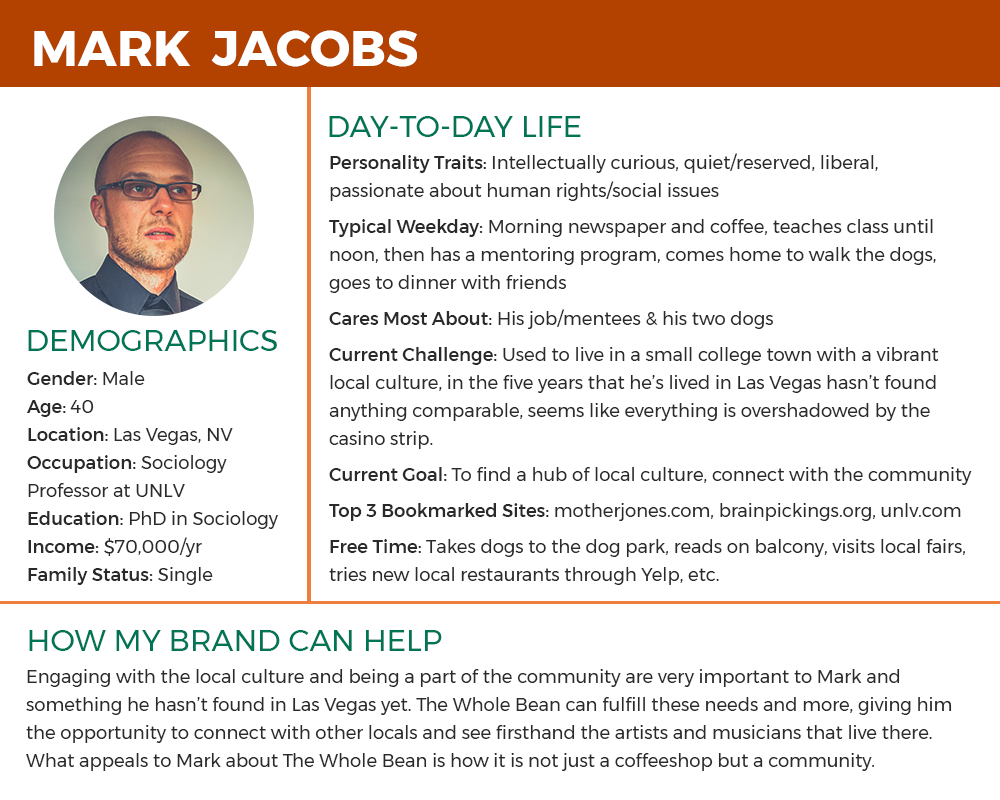 MARK JACOBS
DEMOGRAPHICS
Gender: Male
Age: 40
Location: Las Vegas, NV
Occupation: Sociology
Professor at UNLV
Education: PhD in Sociology
Income: $70,000/yr
Family Status: Single
DAY-TO-DAY LIFE
Personality Traits: Intellectually curious, quiet/reserved, liberal,
passionate about human rights/social issues
Typical Weekday: Morning newspaper and coffee, teaches class until
noon, then has a mentoring program, comes home to walk the dogs,
goes to dinner with friends
Cares Most About: His job/mentees & his two dogs
Current Challenge: Used to live in a small college town with a vibrant
local culture, in the five years that he’s lived in Las Vegas hasn’t found
anything comparable, seems like everything is overshadowed by the
casino strip.
Current Goal: To find a hub of local culture, connect with the community
Top 3 Bookmarked Sites: motherjones.com, brainpickings.org, unlv.com
Free Time: Takes dogs to the dog park, reads on balcony, visits local fairs,
tries new local restaurants through Yelp, etc.
HOW MY BRAND CAN HELP
Engaging with the local culture and being a part of the community are very important to Mark and
something he hasn’t found in Las Vegas yet. The Whole Bean can fulfill these needs and more, giving him
the opportunity to connect with other locals and see firsthand the artists and musicians that live there.
What appeals to Mark about The Whole Bean is how it is not just a coffeeshop but a community.